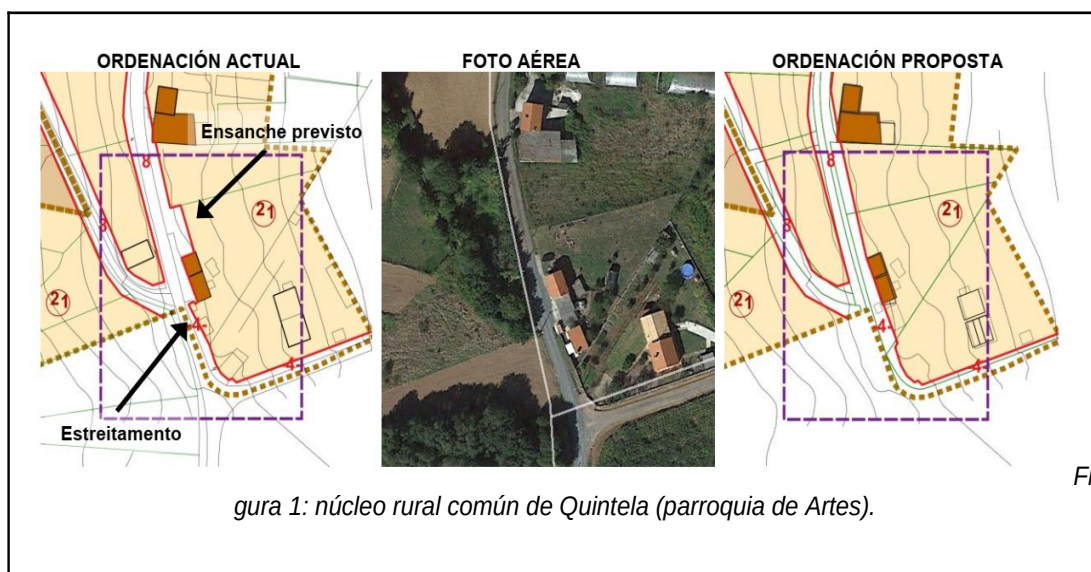 ORDENACIÓN ACTUAL
FOTO AÉREA
ORDENACIÓN PROPOSTA
Ensanche previsto
8
8
21
21
-4-
4-
Estreitamento
8
8
21
21
-4-
-4-
FI
gura 1: núcleo rural común de Quintela (parroquia de Artes).